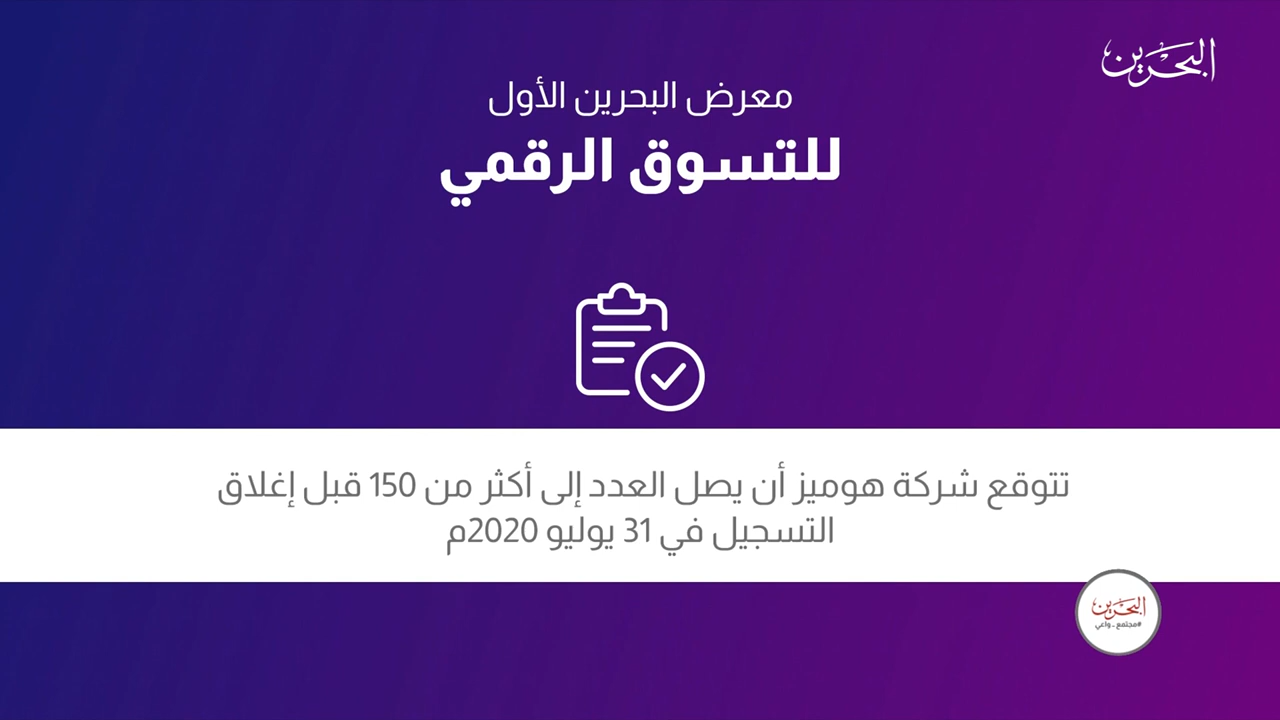 البحرين
معرض البحرين الأول
للتسوق الرقمي
تتوقع شركة هوميز أن يصل العدد إلى أكثر من 150 قبل إغلاق
التسجيل في 31 يوليو 2020م
البحرين
#مجتمع_واعي